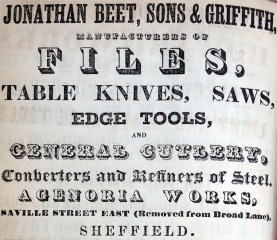 JONATHAN BEET, SONS & GRIFFITH,
MANUFACTURERS OF
FILES,
TABLE KNIVES, SAWS,
EDGE TOOLS,
AND
GENERAL CUTLERY,
Converters and Refiners of Steel,
AGENORIA WORKS,
SAVILLE STREET EAST (Removed from Broad Lane),
SHEFFIELD.